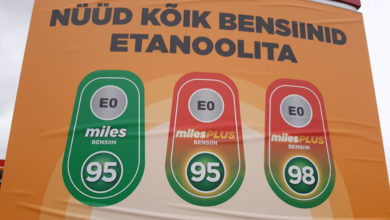 NÜÜD KÕIK BENSIINID
ETANOOLITA
E0
miles
BENSIIN
95
E0
milesPLUS
BENSIIN
95
E0
milesPLUS
BENSIIN
98